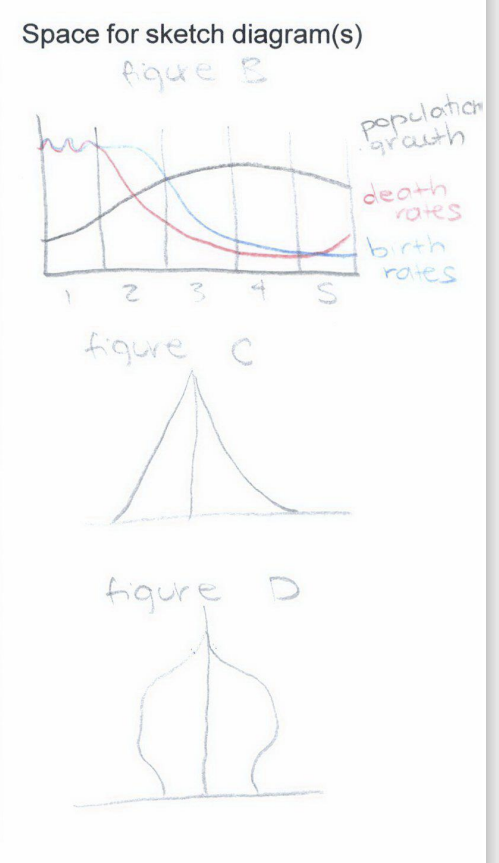 Space for sketch diagram(s)
figure B
population
growth
death
rates
birth
rates
1 2 3 4 5
figure C
figure D